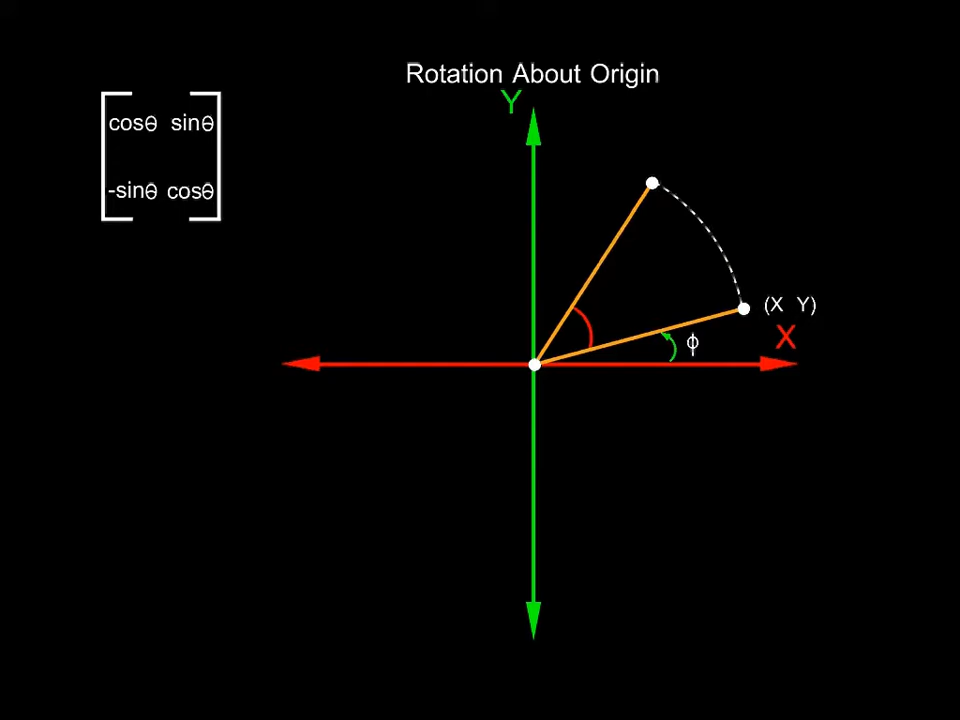 Rotation About Origin
Y
cosθ sinθ
-sinθ cosθ
(X Y)
X
ϕ